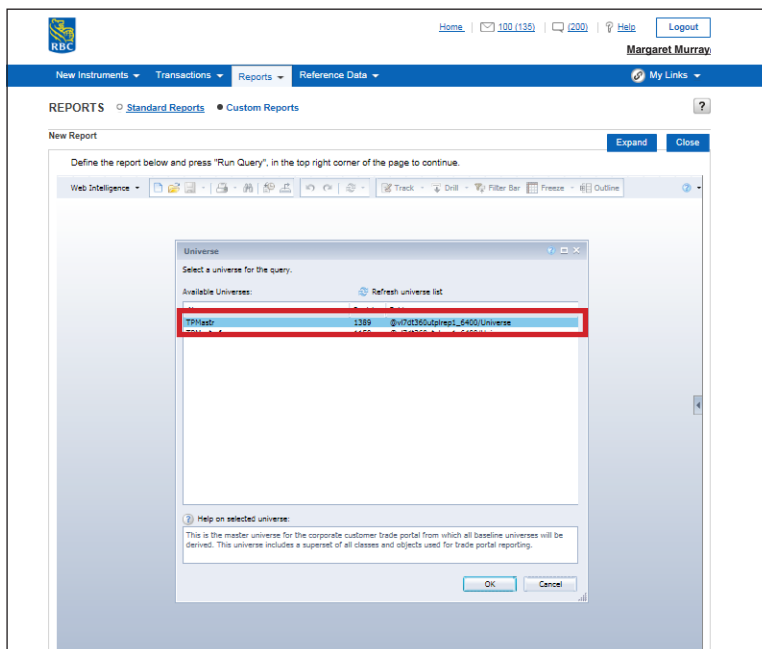 RBC
Home 100 (135) (200) ? Help Logout
Margaret Murray
New Instruments Transactions Reports Reference Data My Links
REPORTS Standard Reports Custom Reports ?
New Report
Expand Close
Define the report below and press "Run Query", in the top right corner of the page to continue.
Web Intelligence Track Drill Filter Bar Freeze Outline
Universe
Select a universe for the query.
Available Universes: Refresh universe list
TPMastr 1389 @vl7dt360utplrep1_6400/Universe
Help on selected universe:
This is the master universe for the corporate customer trade portal from which all baseline universes will be
derived. This universe includes a superset of all classes and objects used for trade portal reporting.
OK Cancel